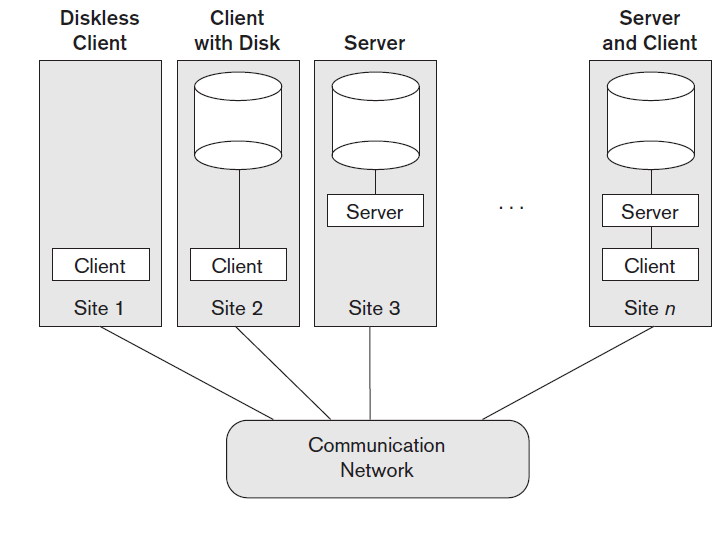 Diskless
Client
Client
with Disk
Server
Server
and Client
Client
Site 1
Client
Site 2
Server
Site 3
. . .
Server
Client
Site n
Communication
Network